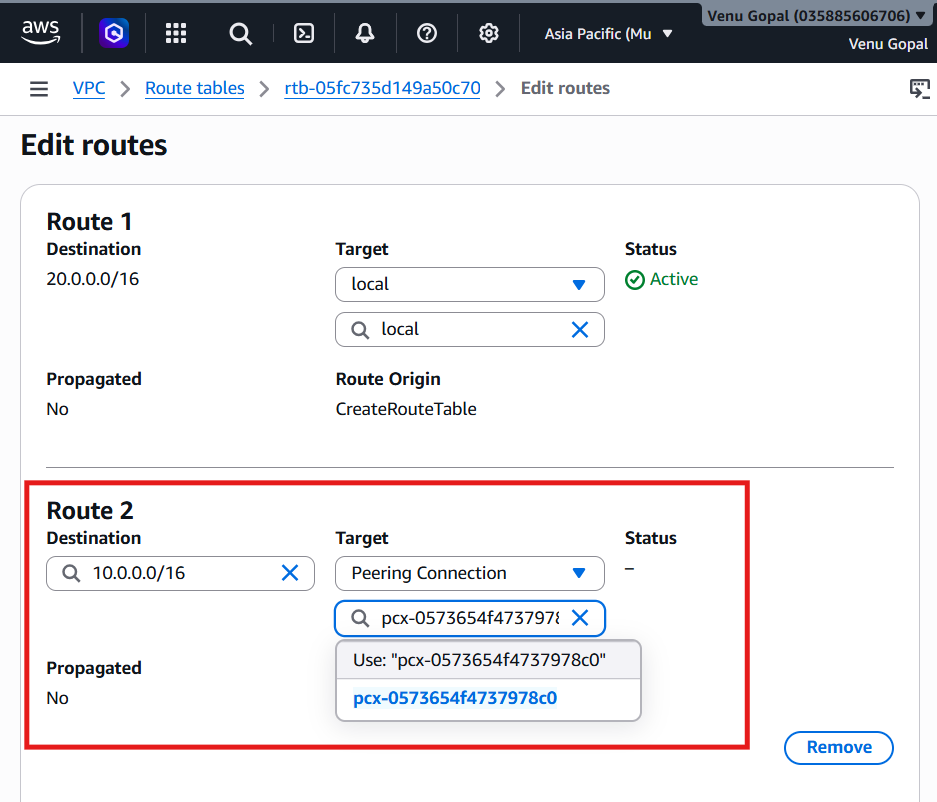 aws
Asia Pacific (Mu
Venu Gopal (035885606706)
Venu Gopal
VPC
Route tables
rtb-05fc735d149a50c70
Edit routes
Edit routes
Route 1
Destination
Target
Status
20.0.0.0/16
local
Active
local
Propagated
Route Origin
No
CreateRouteTable
Route 2
Destination
Target
Status
10.0.0.0/16
Peering Connection
–
pcx-0573654f4737978
Use: "pcx-0573654f4737978c0"
Propagated
No
pcx-0573654f4737978c0
Remove